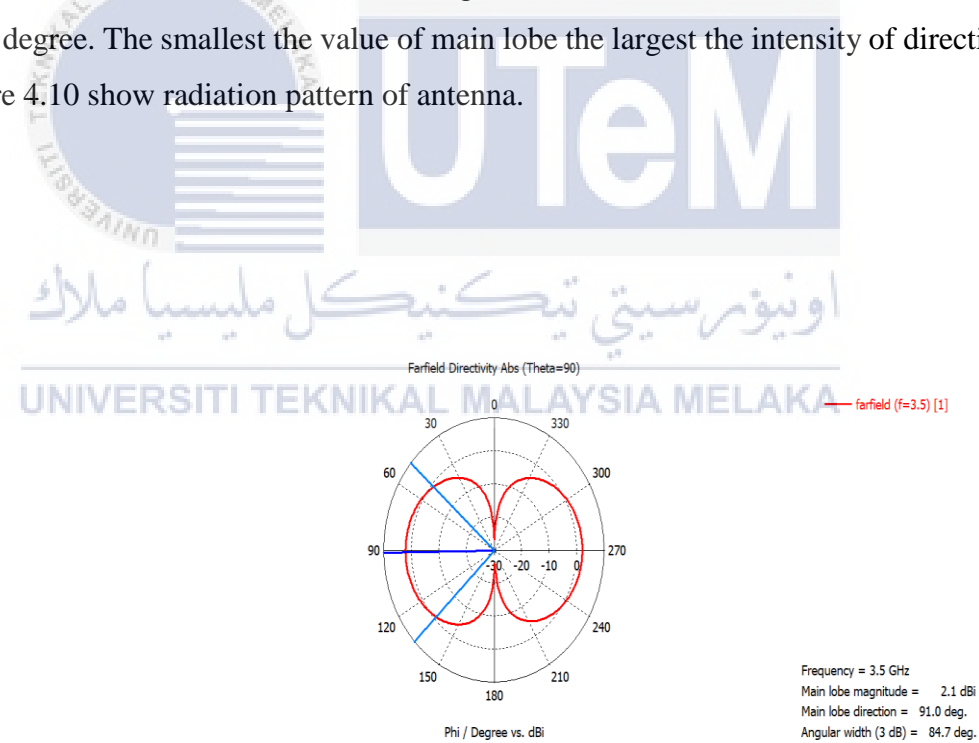 degree. The smallest the value of main lobe the largest the intensity of directi
e 4.10 show radiation pattern of antenna.
UTeM
اونيۏرسيتي تيكنيكل مليسيا ملاك
UNIVERSITI TEKNIKAL MALAYSIA MELAKA
Farfield Directivity Abs (Theta=90)
farfield (f=3.5) [1]
0
30
330
60
300
90
-30
-20
-10
0
270
120
240
150
210
180
Phi / Degree vs. dBi
Frequency = 3.5 GHz
Main lobe magnitude = 2.1 dBi
Main lobe direction = 91.0 deg.
Angular width (3 dB) = 84.7 deg.